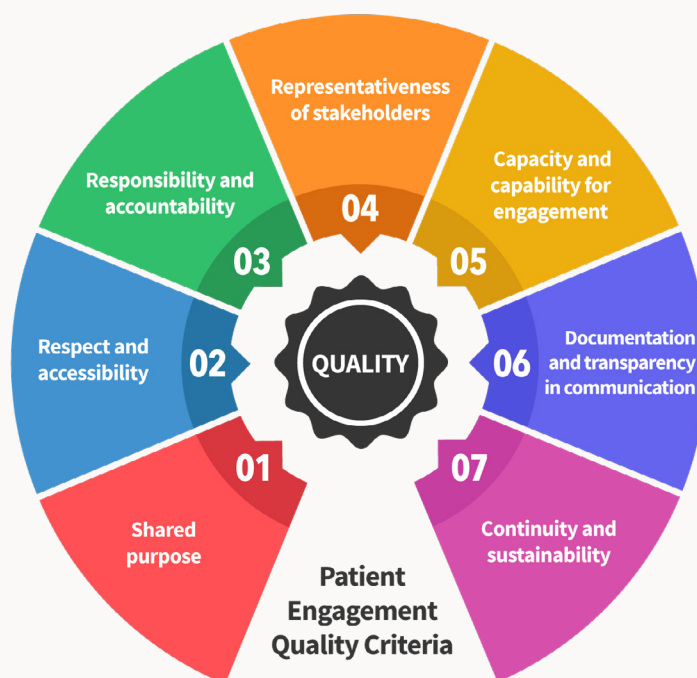 01
Shared
purpose
02
Respect and
accessibility
03
Responsibility and
accountability
04
Representativeness
of stakeholders
05
Capacity and
capability for
engagement
06
Documentation
and transparency
in communication
07
Continuity and
sustainability
QUALITY
Patient
Engagement
Quality Criteria